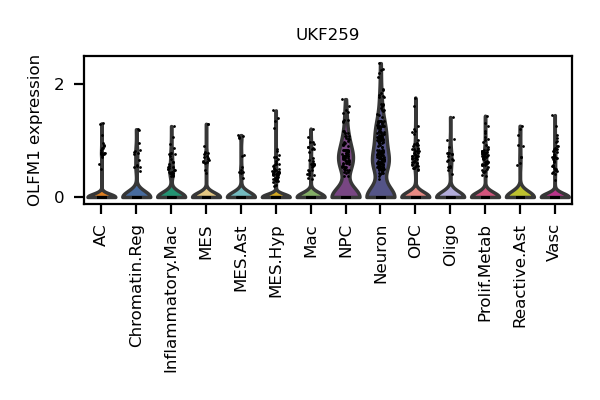 UKF259
OLFM1 expression
2
0
AC
Chromatin.Reg
Inflammatory.Mac
MES
MES.Ast
MES.Hyp
Mac
NPC
Neuron
OPC
Oligo
Prolif.Metab
Reactive.Ast
Vasc